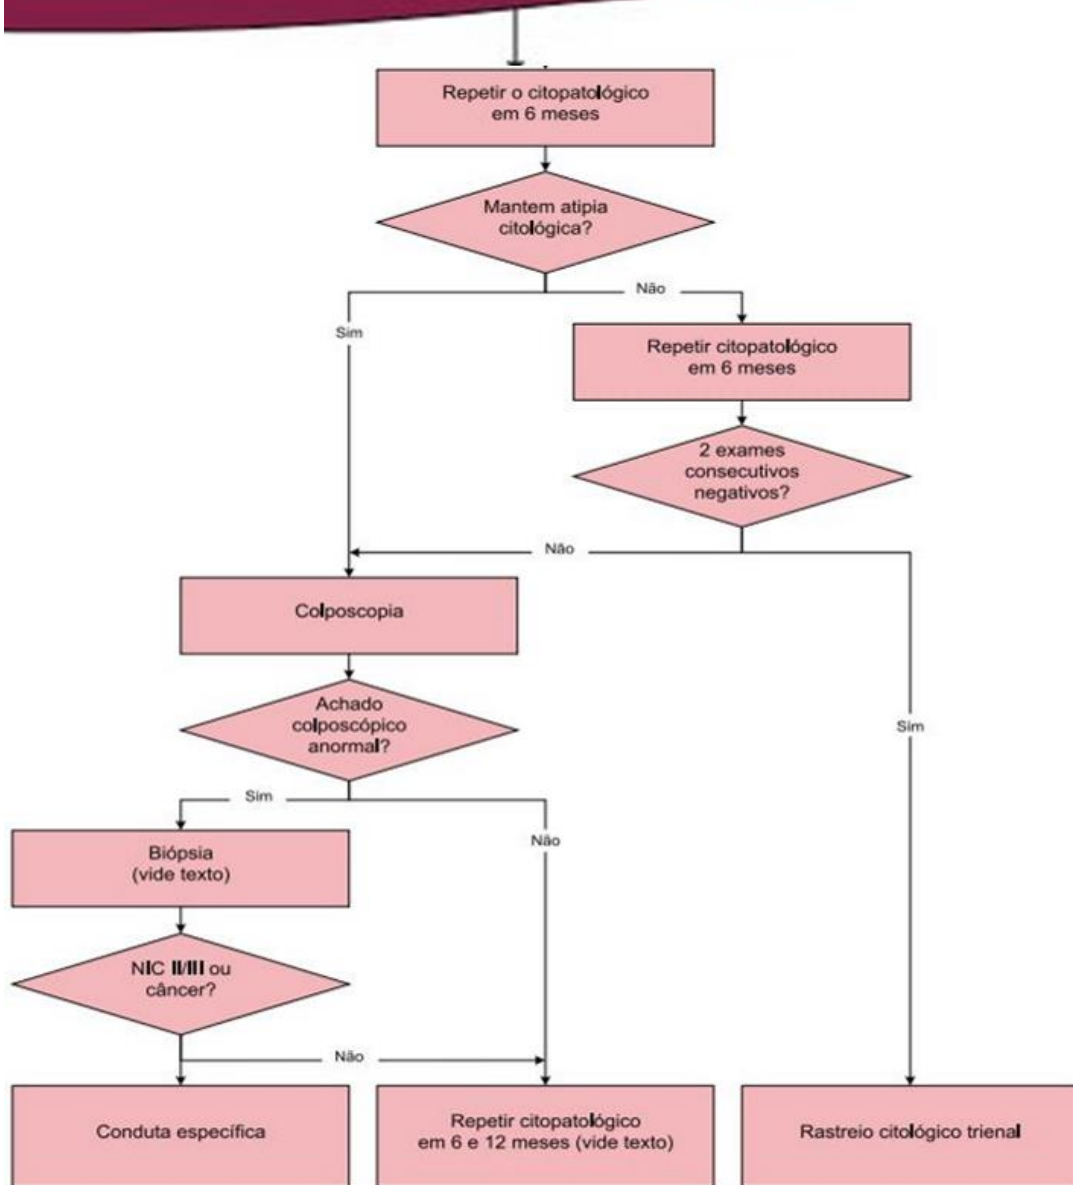 Repetir o citopatológico
em 6 meses
Mantem atipia
citológica?
Não
Sim
Repetir citopatológico
em 6 meses
2 exames
consecutivos
negativos?
Não
Colposcopia
Achado
colposcópico
anormal?
Sim
Sim
Não
Biópsia
(vide texto)
NIC II/III ou
câncer?
Não
Conduta específica
Repetir citopatológico
em 6 e 12 meses (vide texto)
Rastreio citológico trienal